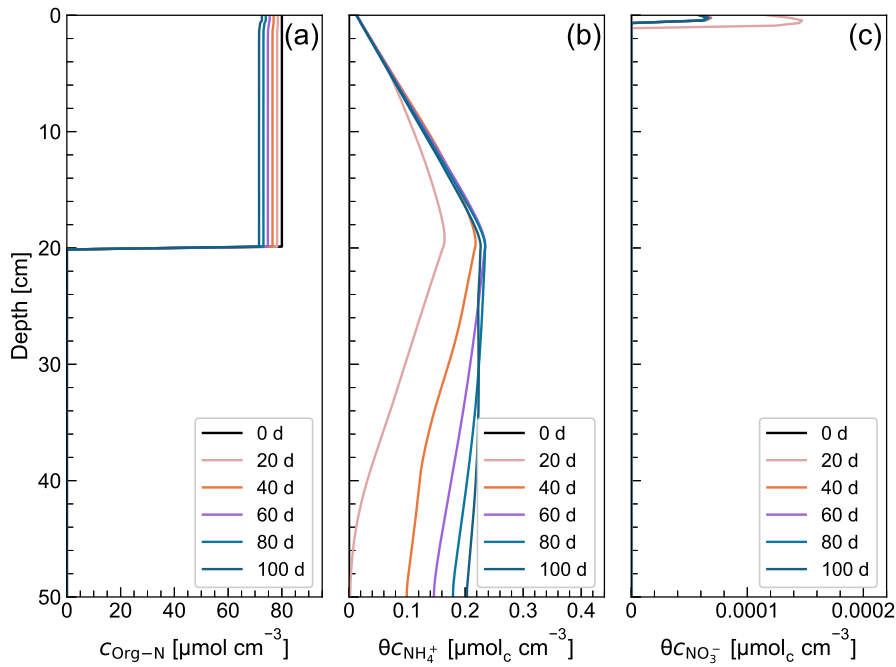 (a)
(b)
(c)
Depth [cm]
0
10
20
30
40
50
0 d
20 d
40 d
60 d
80 d
100 d
0 d
20 d
40 d
60 d
80 d
100 d
0 d
20 d
40 d
60 d
80 d
100 d
0 20 40 60 80
0 0.1 0.2 0.3 0.4
0 0.0001 0.0002
c_Org−N [μmol cm⁻³]
θc_NH₄⁺ [μmol_c cm⁻³]
θc_NO₃⁻ [μmol_c cm⁻³]